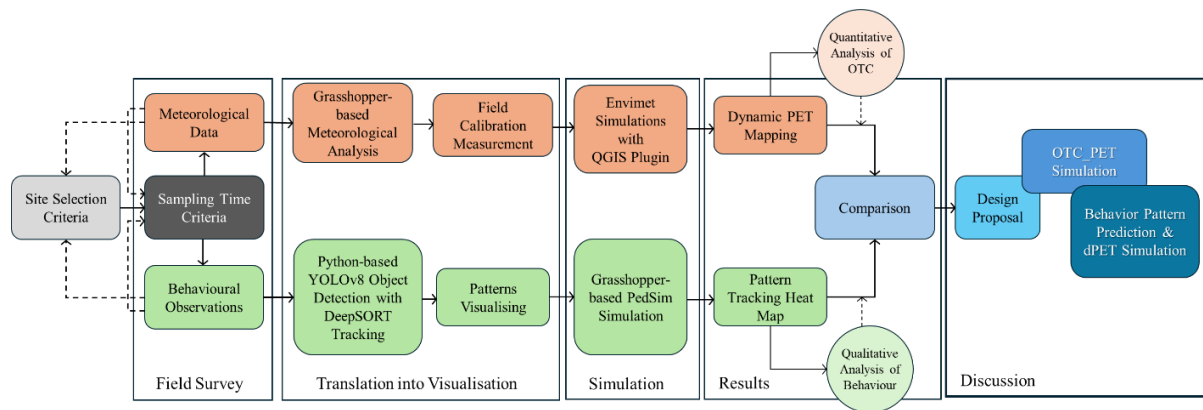 Quantitative
Analysis of
OTC
Meteorological
Data
Grasshopper-
based
Meteorological
Analysis
Field
Calibration
Measurement
Envimet
Simulations
with
QGIS Plugin
Dynamic PET
Mapping
Site Selection
Criteria
Sampling Time
Criteria
Comparison
Design
Proposal
OTC_PET
Simulation
Behavior Pattern
Prediction &
dPET Simulation
Behavioural
Observations
Python-based
YOLOv8 Object
Detection with
DeepSORT
Tracking
Patterns
Visualising
Grasshopper-
based PedSim
Simulation
Pattern
Tracking Heat
Map
Qualitative
Analysis of
Behaviour
Field Survey
Translation into Visualisation
Simulation
Results
Discussion